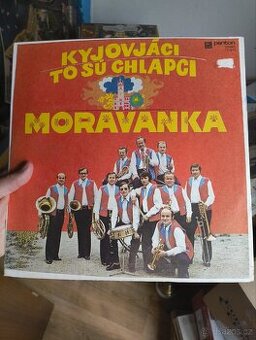 panton
KYJOVJÁCI
TO SÚ CHLAPCI
MORAVANKA